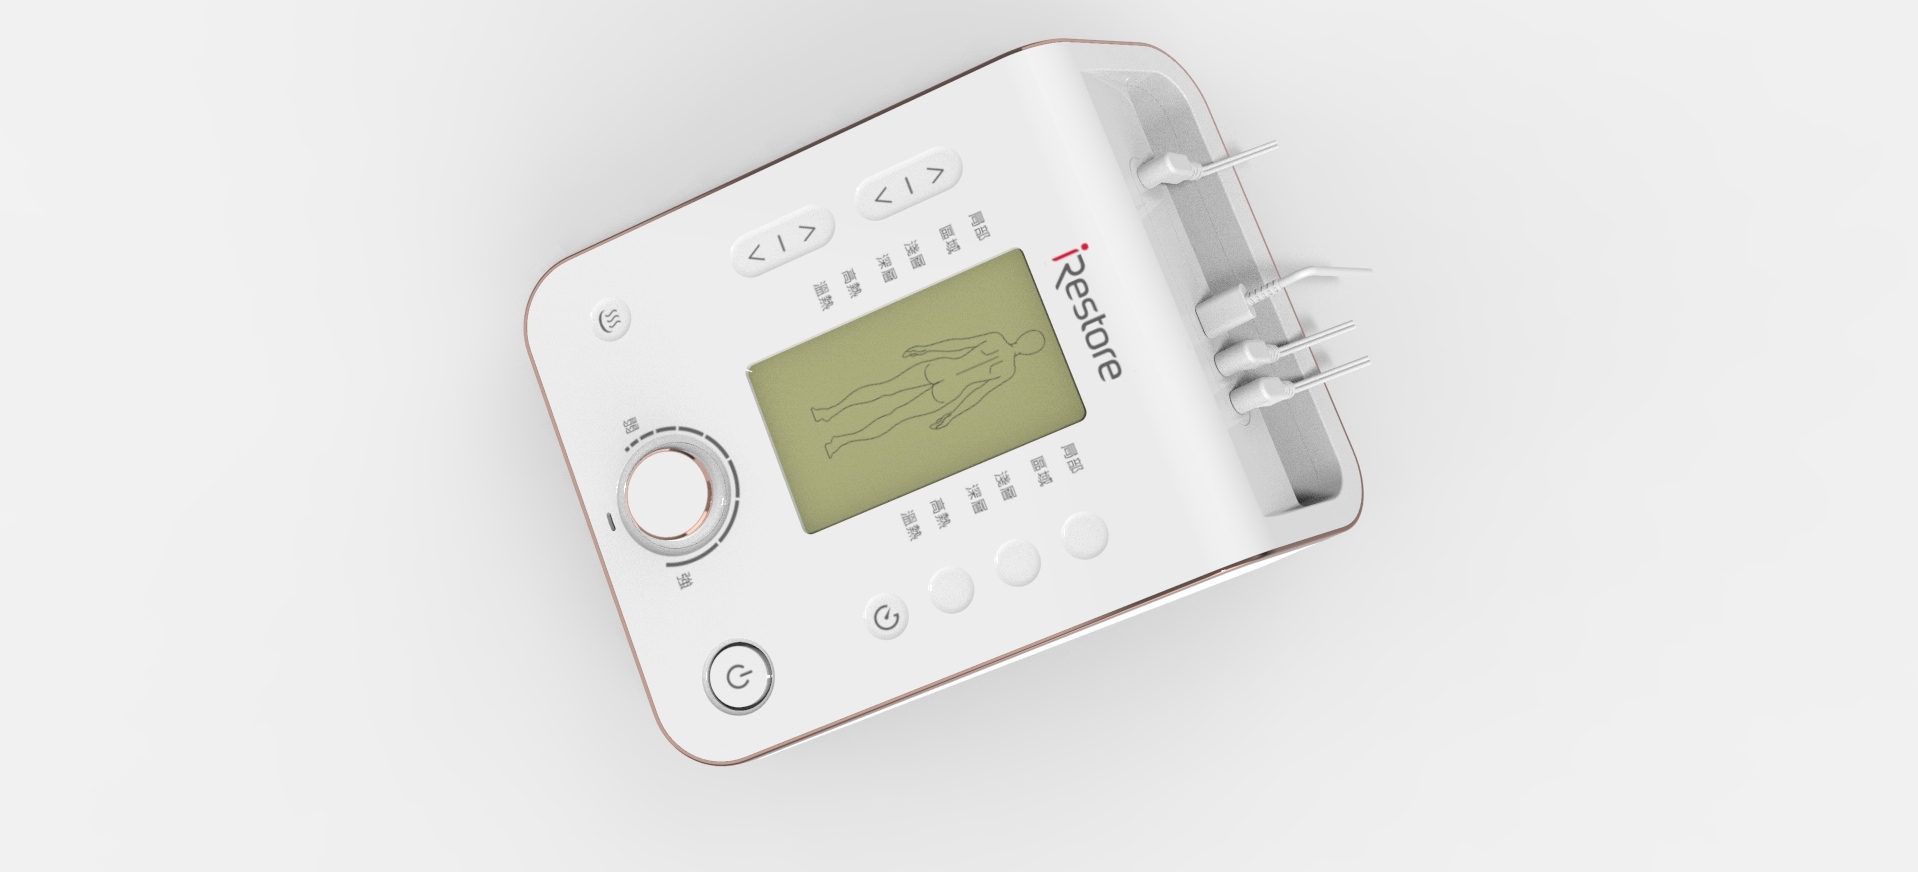 iRestore
局部
區域
淺層
深層
高熱
溫熱
局部
區域
淺層
深層
高熱
溫熱
弱
強